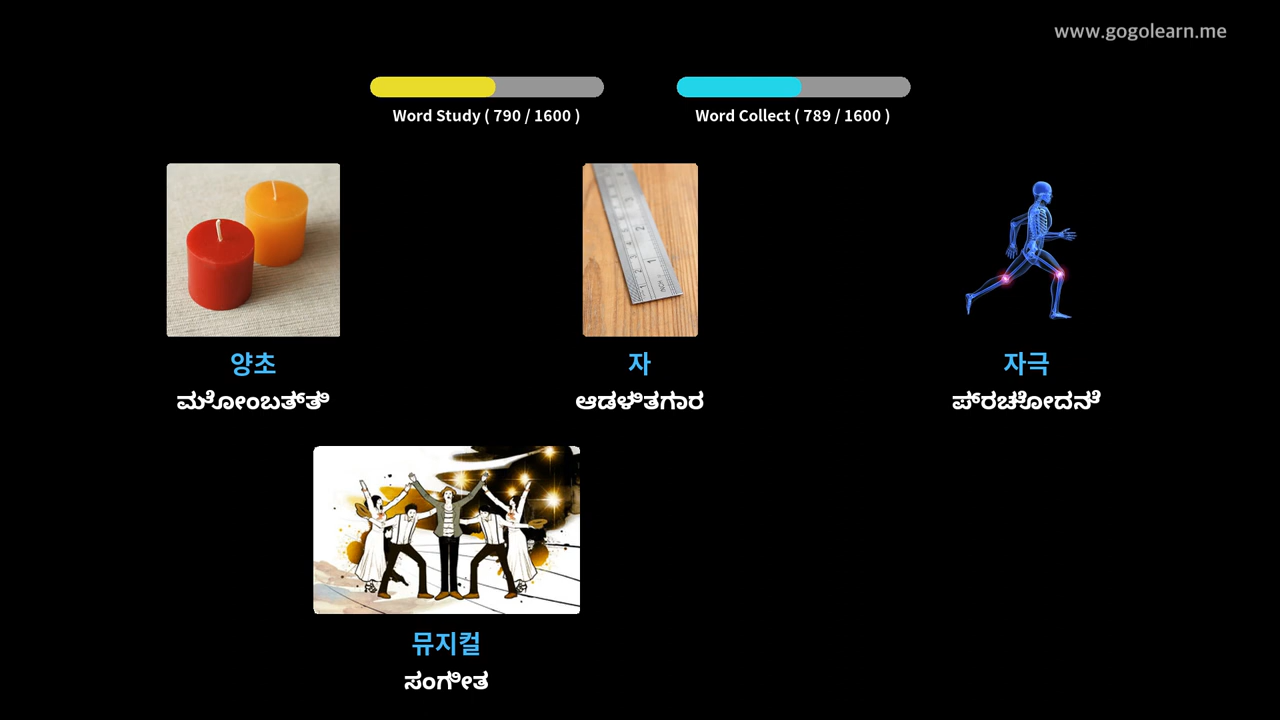 www.gogolearn.me
Word Study ( 790 / 1600 )
Word Collect ( 789 / 1600 )
양초
자
자극
ಮೋಂಬತ್ತಿ
ಆಡಳಿತಗಾರ
ಪ್ರಚೋದನೆ
뮤지컬
ಸಂಗೀತ